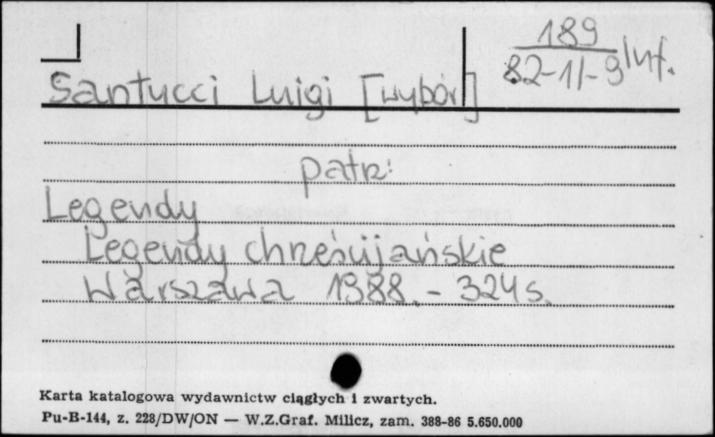 189
82-11-9 lut.
Santucci Luigi [wybór]
patrz:
Legendy
Legendy chrześcijańskie
Warszawa 1988. - 324 s.
Karta katalogowa wydawnictw ciągłych i zwartych.
Pu-B-144, z. 228/DW/ON — W.Z.Graf. Milicz, zam. 388-86 5.650.000